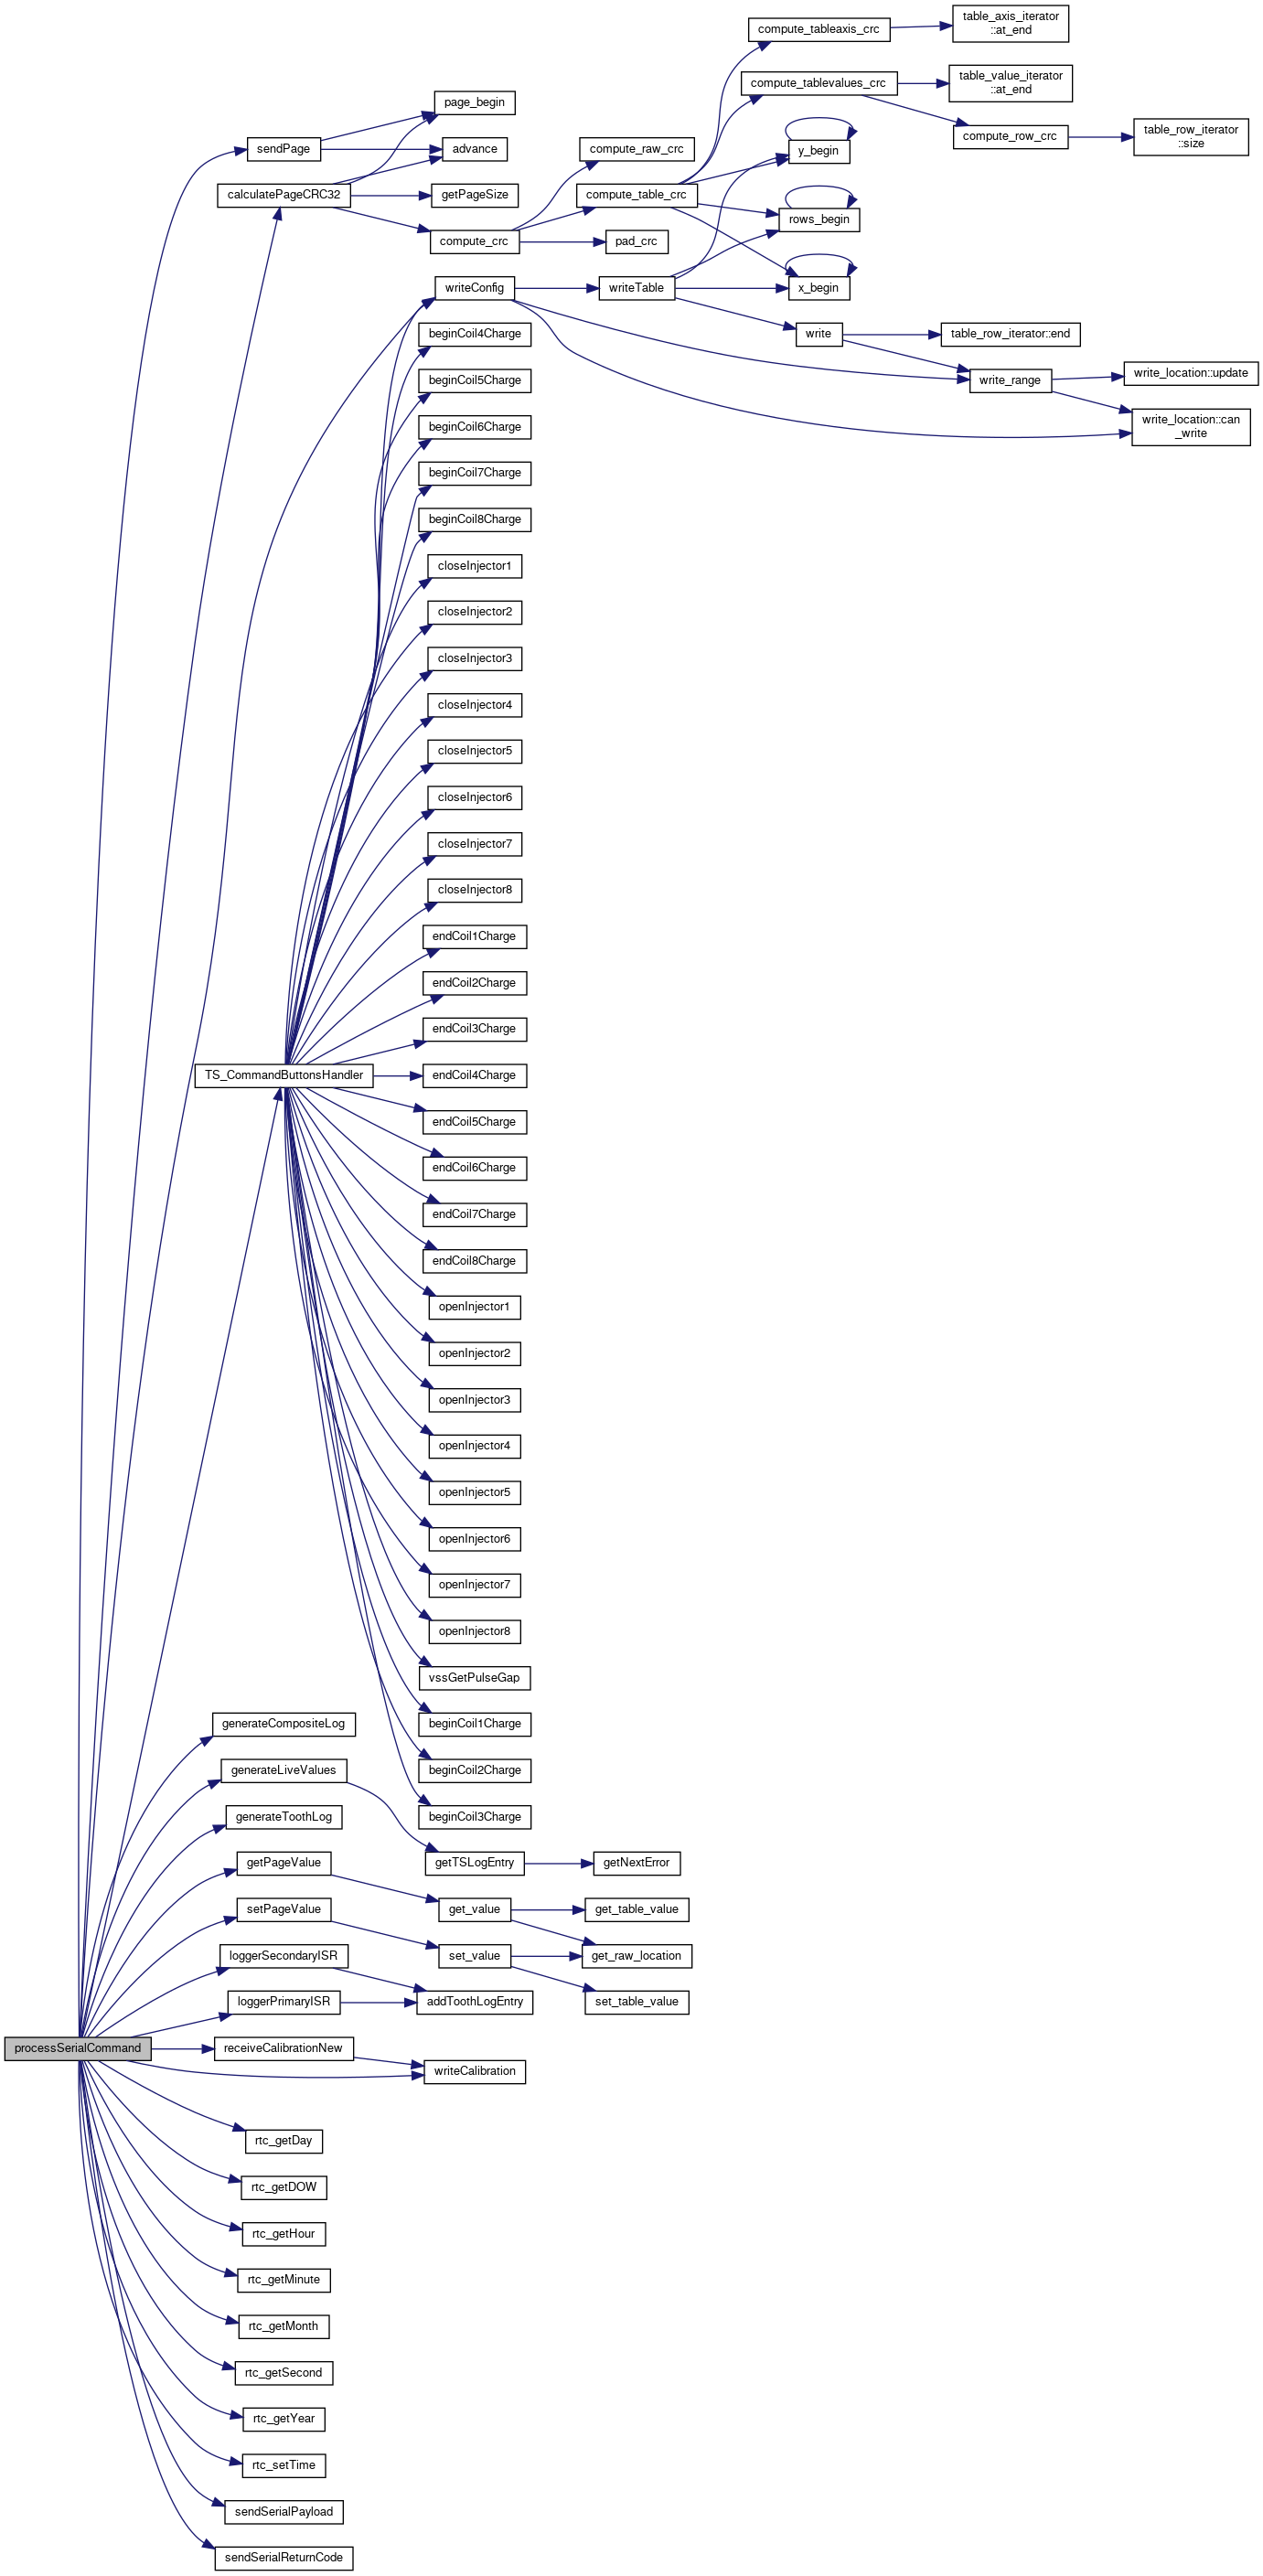 table_axis_iterator
::at_end
compute_tableaxis_crc
table_value_iterator
::at_end
compute_tablevalues_crc
page_begin
table_row_iterator
::size
compute_row_crc
sendPage
advance
compute_raw_crc
y_begin
calculatePageCRC32
getPageSize
compute_table_crc
rows_begin
compute_crc
pad_crc
writeConfig
writeTable
x_begin
beginCoil4Charge
write
table_row_iterator::end
beginCoil5Charge
write_range
write_location::update
beginCoil6Charge
write_location::can
_write
beginCoil7Charge
beginCoil8Charge
closeInjector1
closeInjector2
closeInjector3
closeInjector4
closeInjector5
closeInjector6
closeInjector7
closeInjector8
endCoil1Charge
endCoil2Charge
endCoil3Charge
TS_CommandButtonsHandler
endCoil4Charge
endCoil5Charge
endCoil6Charge
endCoil7Charge
endCoil8Charge
openInjector1
openInjector2
openInjector3
openInjector4
openInjector5
openInjector6
openInjector7
openInjector8
vssGetPulseGap
generateCompositeLog
beginCoil1Charge
generateLiveValues
beginCoil2Charge
generateToothLog
beginCoil3Charge
getPageValue
getTSLogEntry
getNextError
setPageValue
get_value
get_table_value
loggerSecondaryISR
set_value
get_raw_location
loggerPrimaryISR
addToothLogEntry
set_table_value
processSerialCommand
receiveCalibrationNew
writeCalibration
rtc_getDay
rtc_getDOW
rtc_getHour
rtc_getMinute
rtc_getMonth
rtc_getSecond
rtc_getYear
rtc_setTime
sendSerialPayload
sendSerialReturnCode